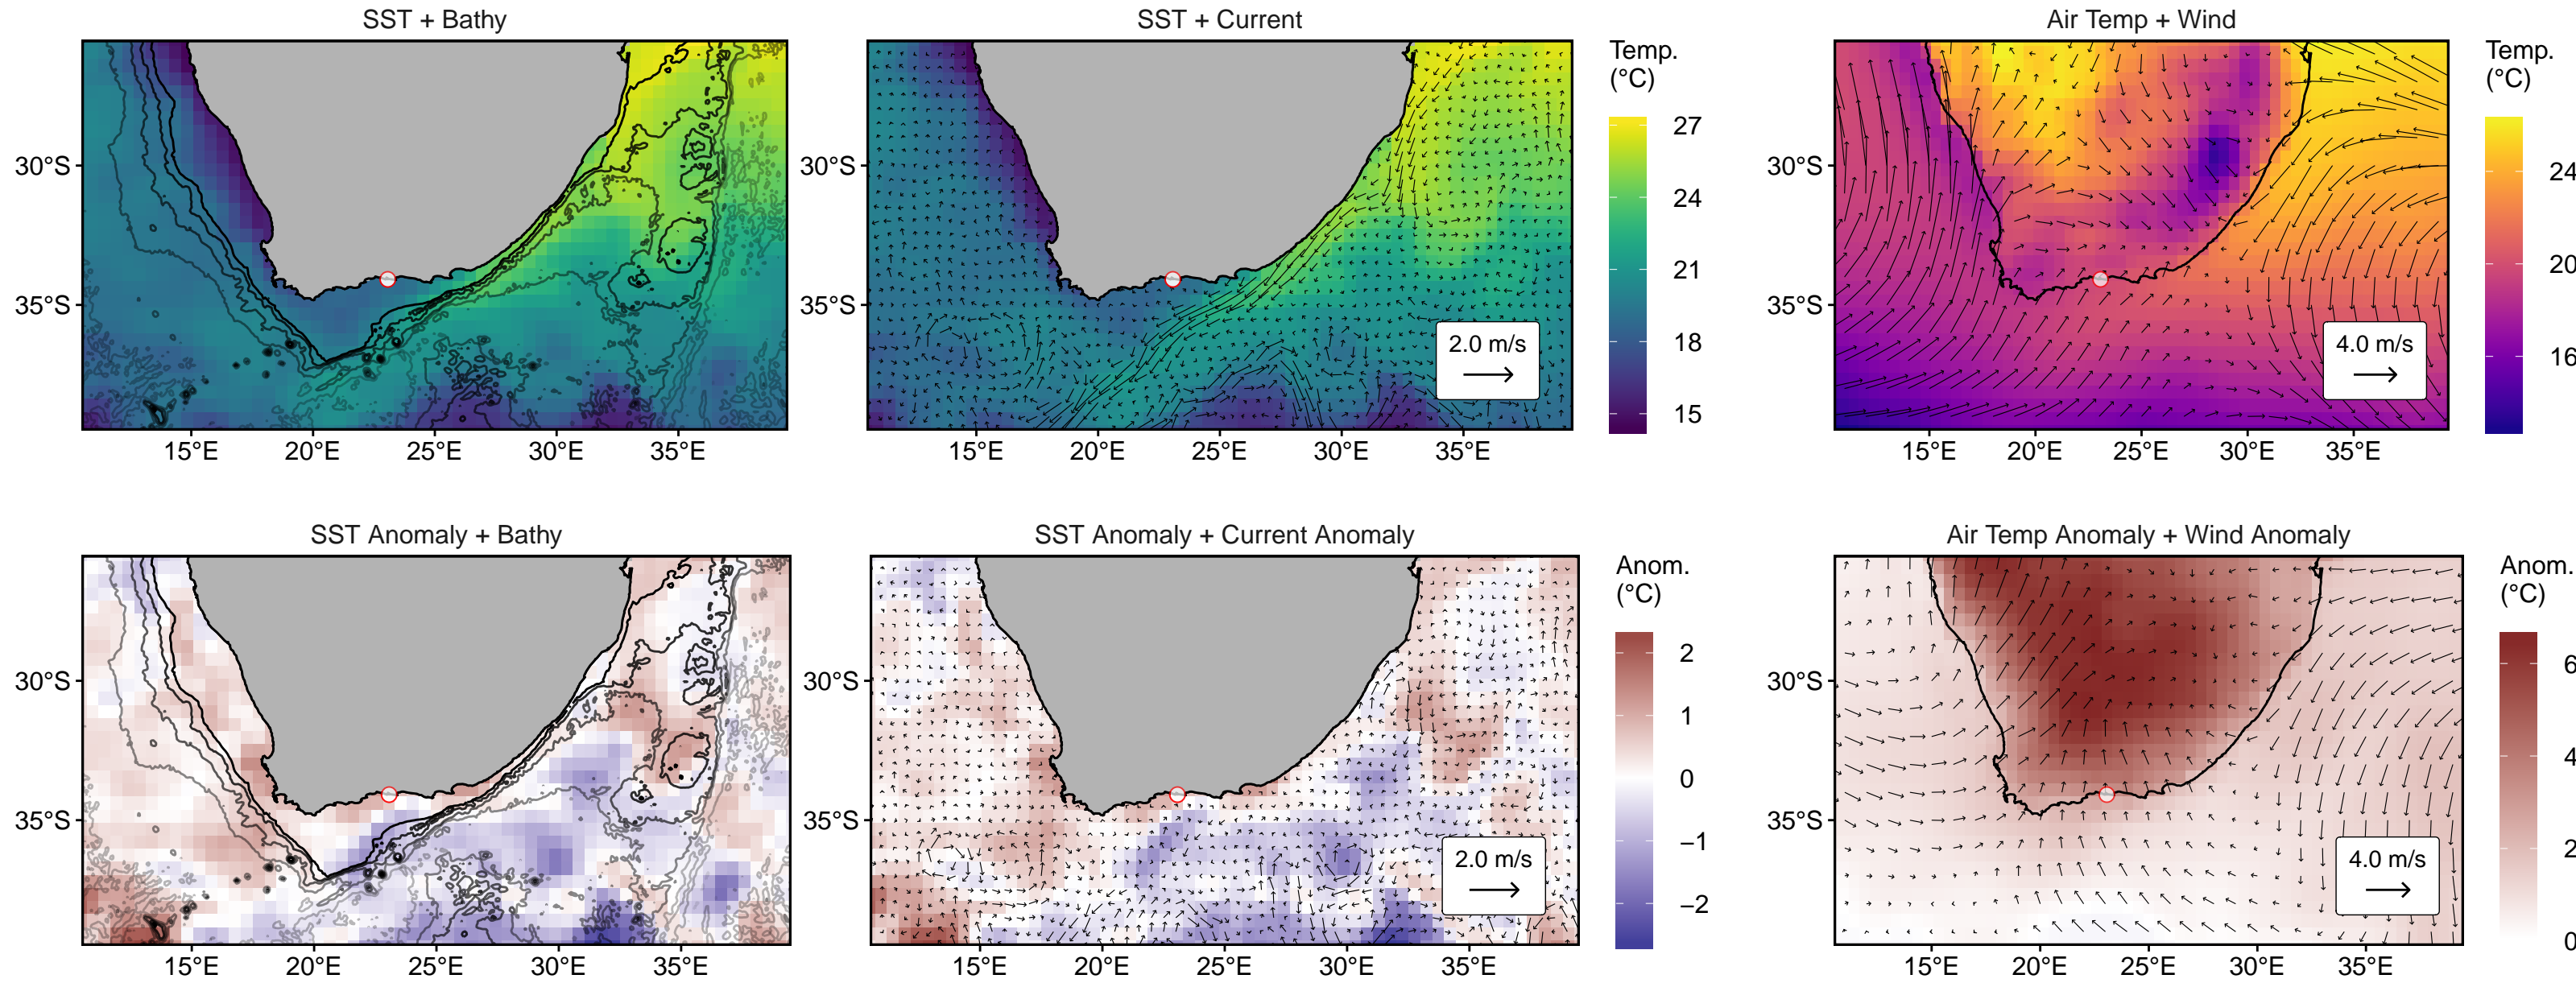 SST + Bathy
30°S
35°S
15°E 20°E 25°E 30°E 35°E
SST + Current
30°S
35°S
2.0 m/s
15°E 20°E 25°E 30°E 35°E
Temp.
(°C)
27
24
21
18
15
Air Temp + Wind
30°S
35°S
4.0 m/s
15°E 20°E 25°E 30°E 35°E
Temp.
(°C)
24
20
16
SST Anomaly + Bathy
30°S
35°S
15°E 20°E 25°E 30°E 35°E
SST Anomaly + Current Anomaly
30°S
35°S
2.0 m/s
15°E 20°E 25°E 30°E 35°E
Anom.
(°C)
2
1
0
−1
−2
Air Temp Anomaly + Wind Anomaly
30°S
35°S
4.0 m/s
15°E 20°E 25°E 30°E 35°E
Anom.
(°C)
6
4
2
0